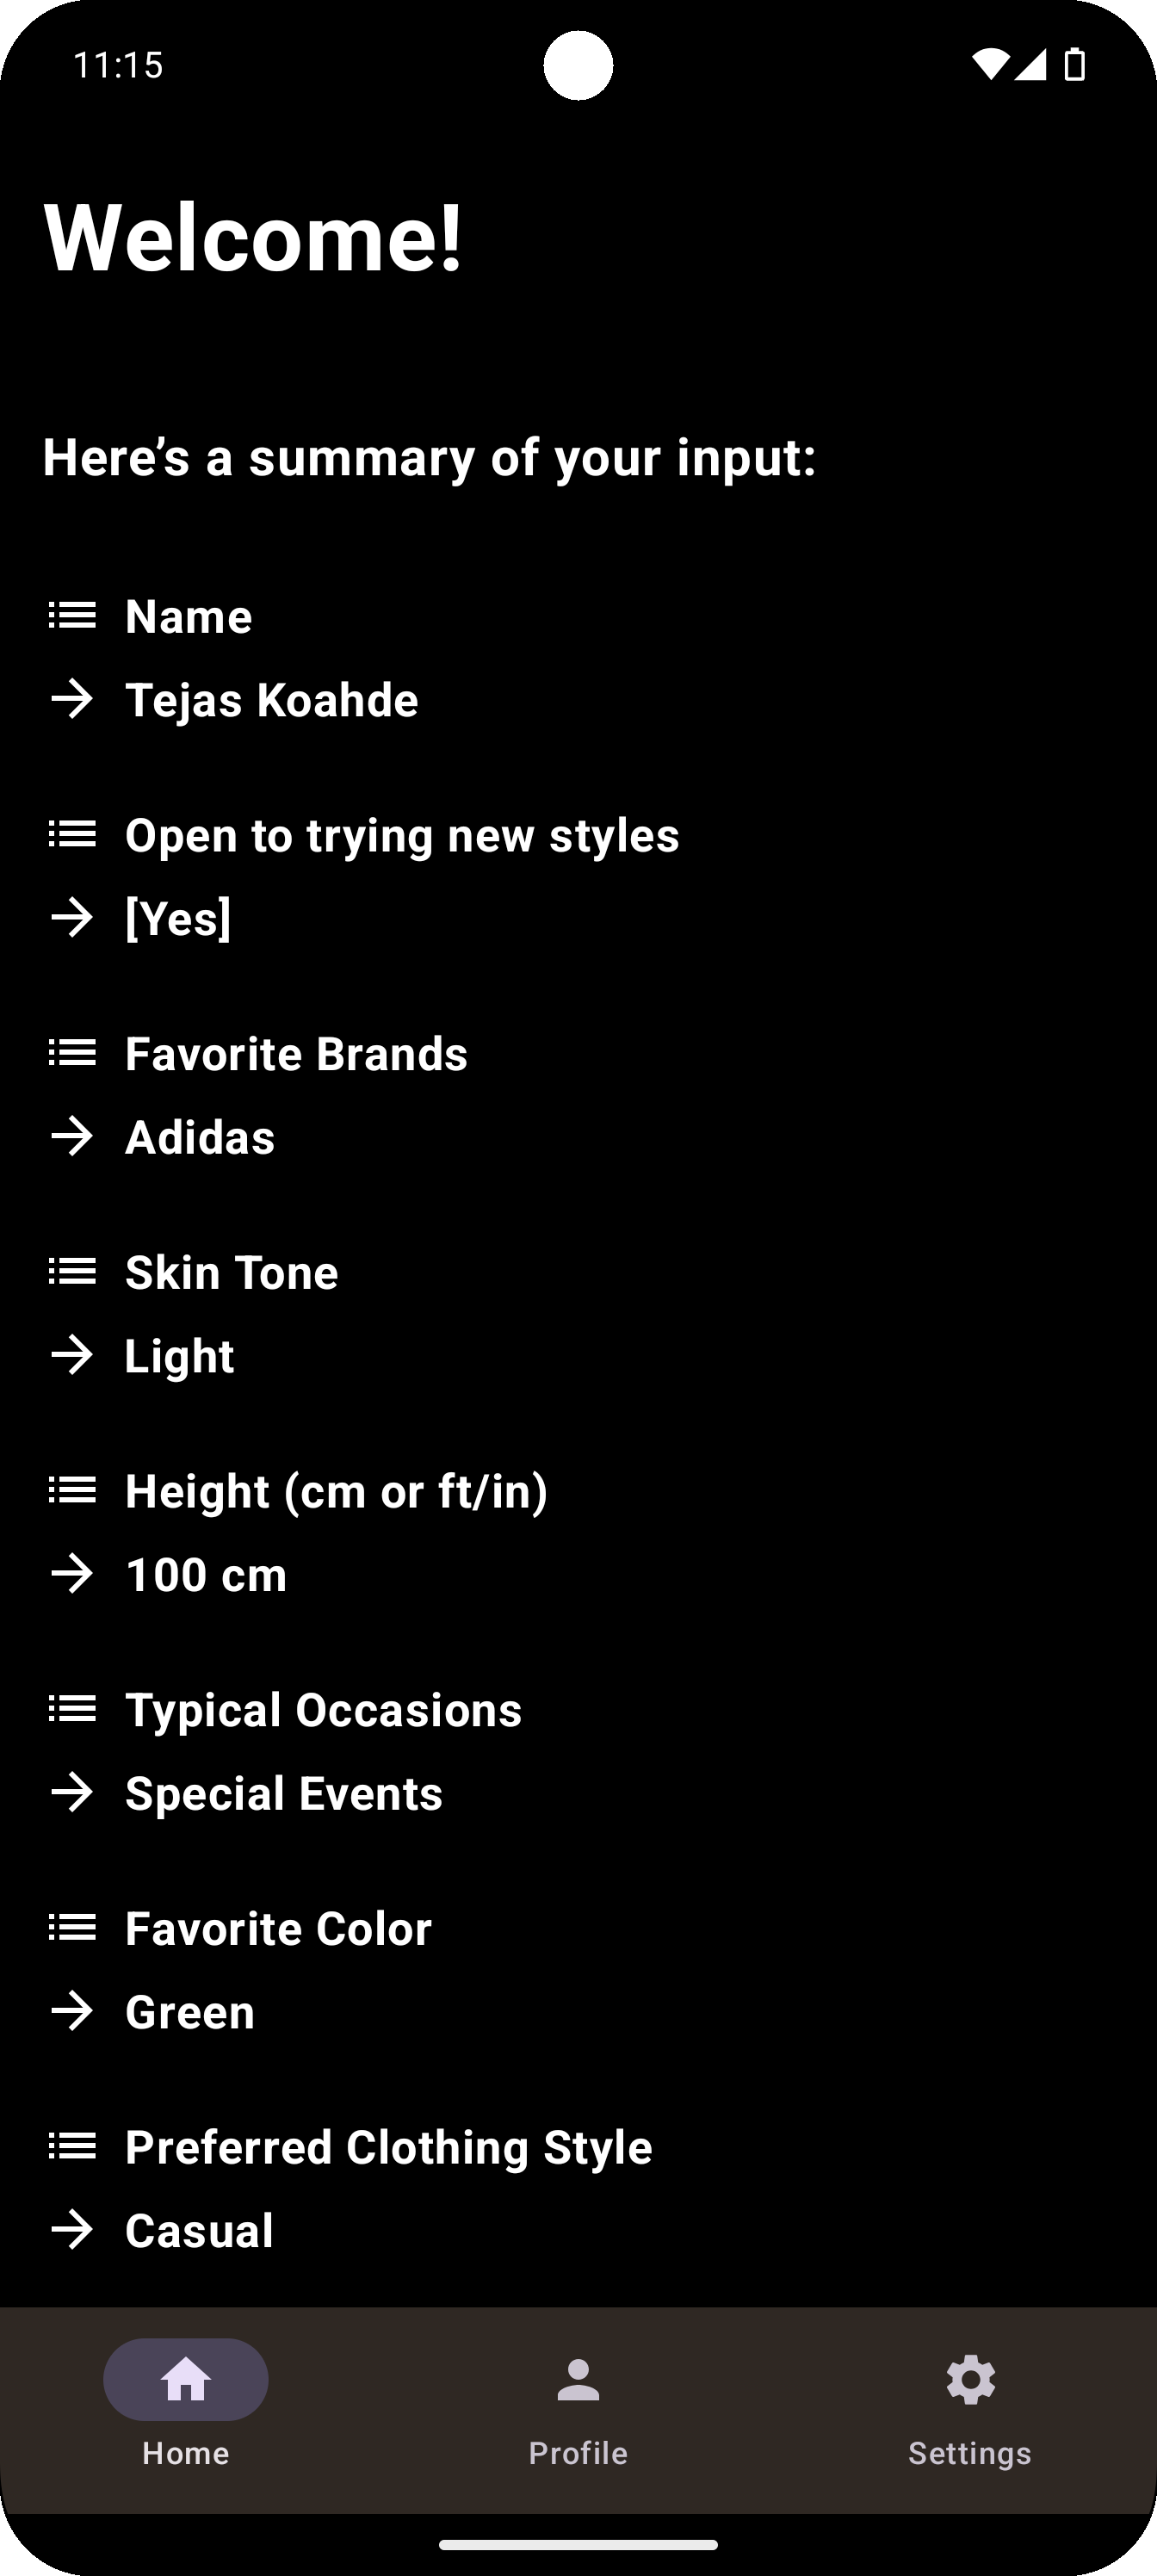 11:15
Welcome!
Here’s a summary of your input:
Name
Tejas Koahde
Open to trying new styles
[Yes]
Favorite Brands
Adidas
Skin Tone
Light
Height (cm or ft/in)
100 cm
Typical Occasions
Special Events
Favorite Color
Green
Preferred Clothing Style
Casual
Home Profile Settings